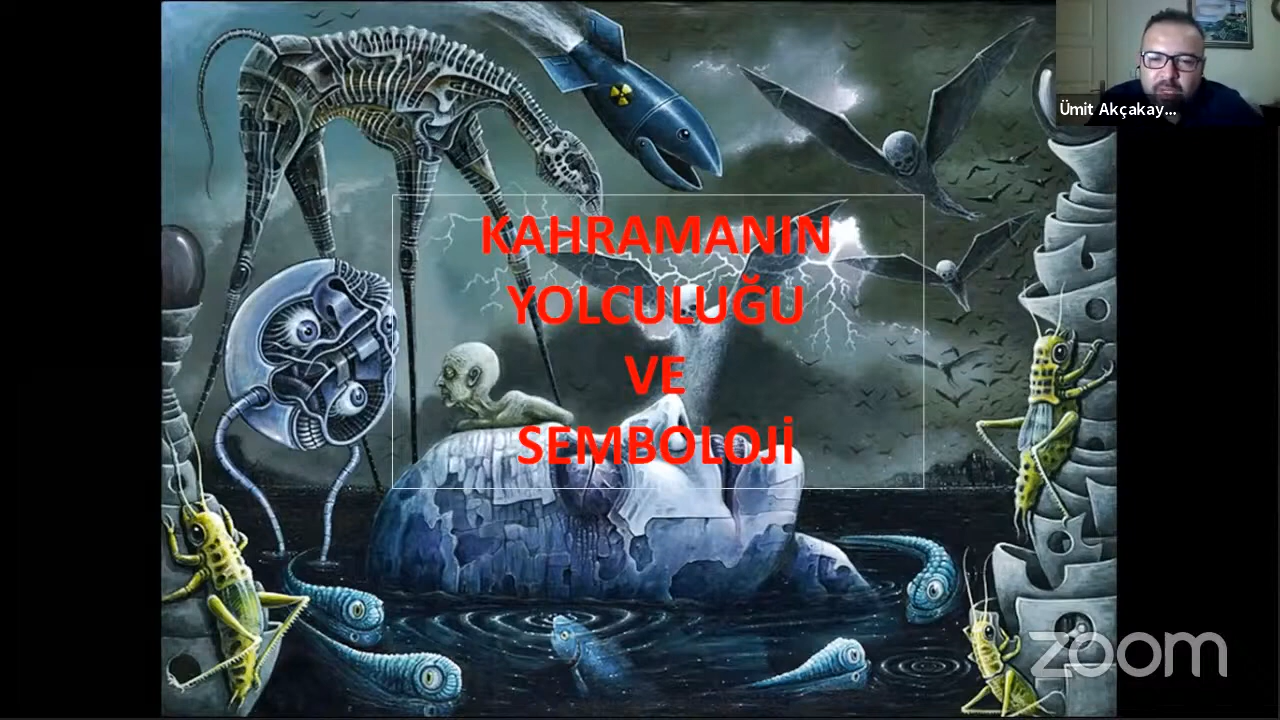 Ümit Akçakay...
KAHRAMANIN
YOLCULUĞU
VE
SEMBOLOJİ
zoom